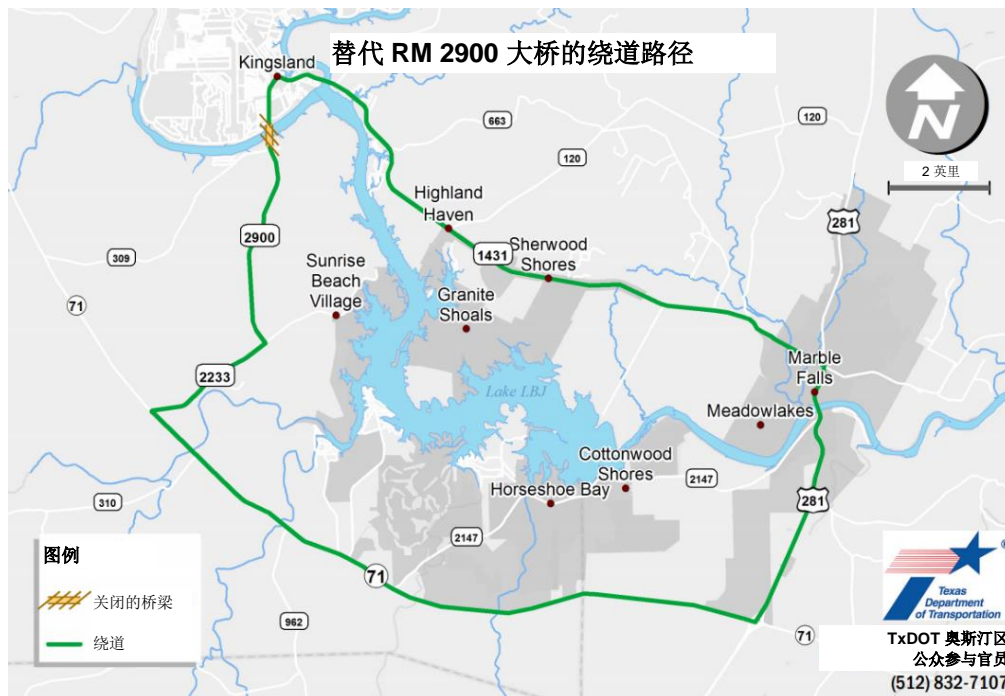 替代 RM 2900 大桥的绕道路径
Kingsland
663
120
120
N
2 英里
Highland
Haven
281
2900
1431
Sherwood
Shores
309
Sunrise
Beach
Village
Granite
Shoals
71
2233
Marble
Falls
Lake LBJ
Meadowlakes
Cottonwood
Shores
2147
310
Horseshoe Bay
281
2147
图例
71
关闭的桥梁
962
绕道
71
®
Texas
Department
of Transportation
TxDOT 奥斯汀区
公众参与官员
(512) 832-7107